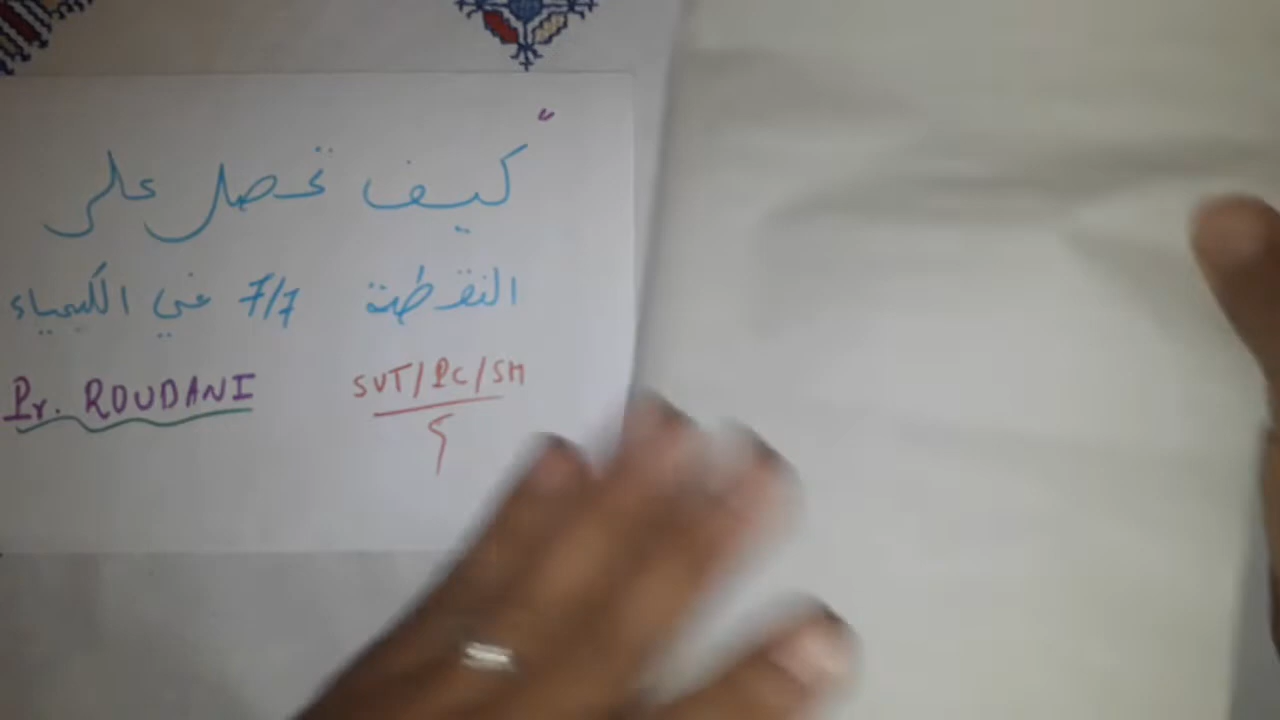 "
كيف تحصل على
النقطة 7/7 في الكيمياء
SVT/PC/SM
Pr. ROUDANI
؟